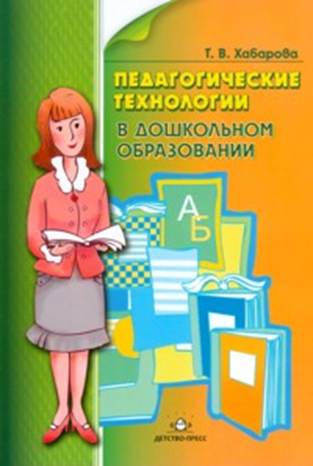 Т. В. Хабарова
ПЕДАГОГИЧЕСКИЕ
ТЕХНОЛОГИИ
В ДОШКОЛЬНОМ
ОБРАЗОВАНИИ
А
Б
ДЕТСТВО-ПРЕСС